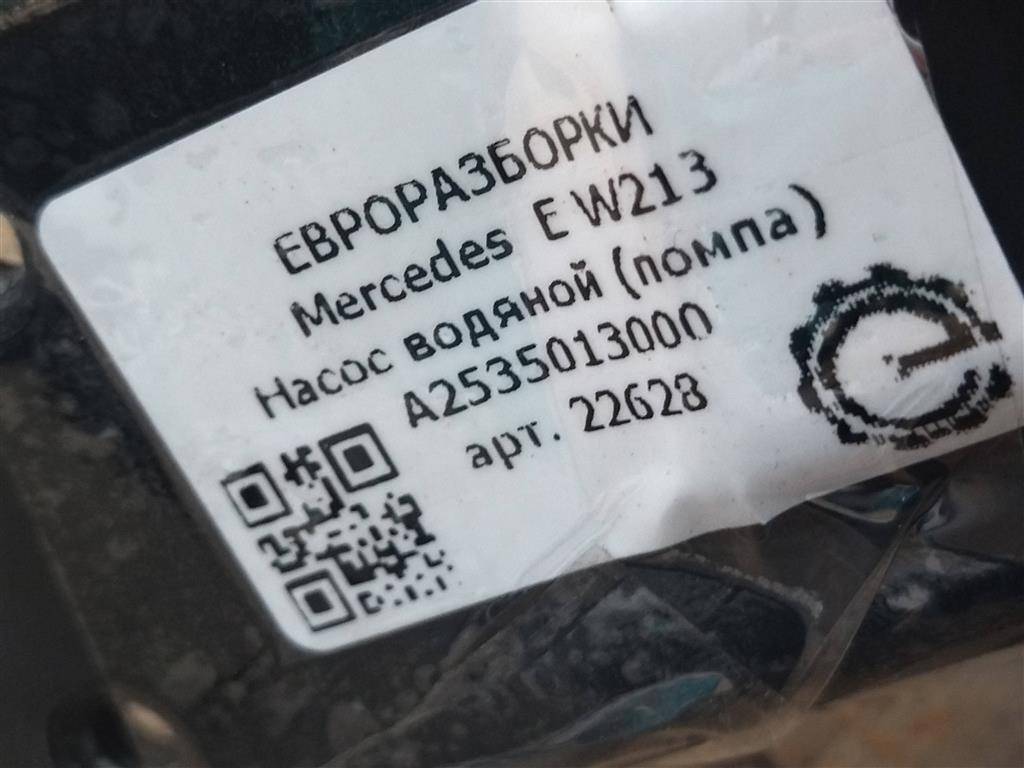 ЕВРОРАЗБОРКИ
Mercedes E W213
Насос водяной (помпа)
A2535013000
арт. 22628